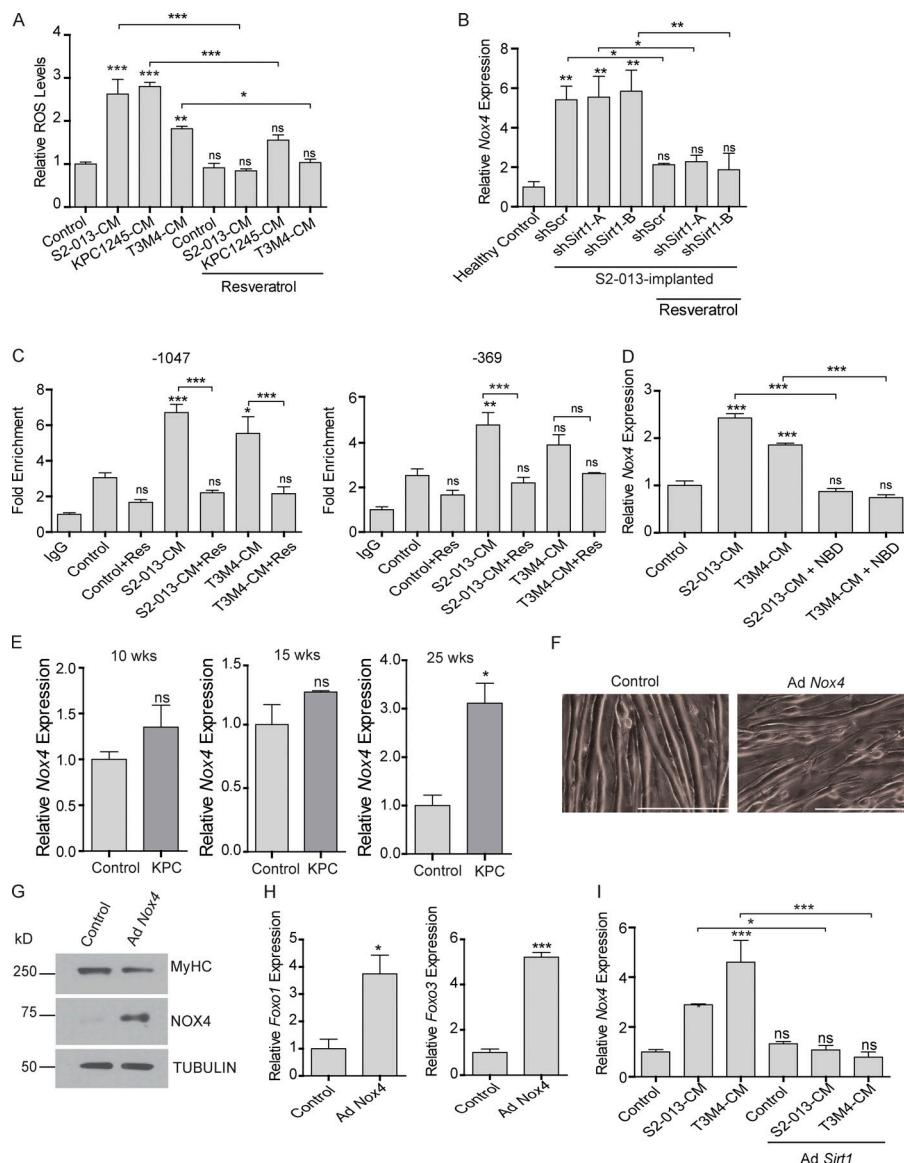 A
Relative ROS Levels
4
3
2
1
0
***
***
*
***
***
**
ns
ns
ns
ns
Control
S2-013-CM
KPC1245-CM
T3M4-CM
Control
S2-013-CM
KPC1245-CM
T3M4-CM
Resveratrol
B
Relative Nox4 Expression
10
8
6
4
2
0
**
*
*
**
**
**
ns
ns
ns
Healthy Control
shScr
shSirt1-A
shSirt1-B
shScr
shSirt1-A
shSirt1-B
S2-013-implanted
Resveratrol
C
-1047
Fold Enrichment
8
6
4
2
0
***
***
***
*
ns
ns
ns
IgG
Control
Control+Res
S2-013-CM
S2-013-CM+Res
T3M4-CM
T3M4-CM+Res
-369
Fold Enrichment
8
6
4
2
0
***
ns
**
ns
ns
ns
ns
IgG
Control
Control+Res
S2-013-CM
S2-013-CM+Res
T3M4-CM
T3M4-CM+Res
D
Relative Nox4 Expression
4
3
2
1
0
***
***
***
***
ns
ns
Control
S2-013-CM
T3M4-CM
S2-013-CM + NBD
T3M4-CM + NBD
E
10 wks
Relative Nox4 Expression
2.0
1.5
1.0
0.5
0.0
ns
Control
KPC
15 wks
Relative Nox4 Expression
1.5
1.0
0.5
0.0
ns
Control
KPC
25 wks
Relative Nox4 Expression
4.0
3.0
2.0
1.0
0.0
*
Control
KPC
F
Control
Ad Nox4
G
kD
Control
Ad Nox4
250
MyHC
75
NOX4
50
TUBULIN
H
Relative Foxo1 Expression
5
4
3
2
1
0
*
Control
Ad Nox4
Relative Foxo3 Expression
8
6
4
2
0
***
Control
Ad Nox4
I
Relative Nox4 Expression
6
4
2
0
***
*
***
ns
ns
ns
Control
S2-013-CM
T3M4-CM
Control
S2-013-CM
T3M4-CM
Ad Sirt1